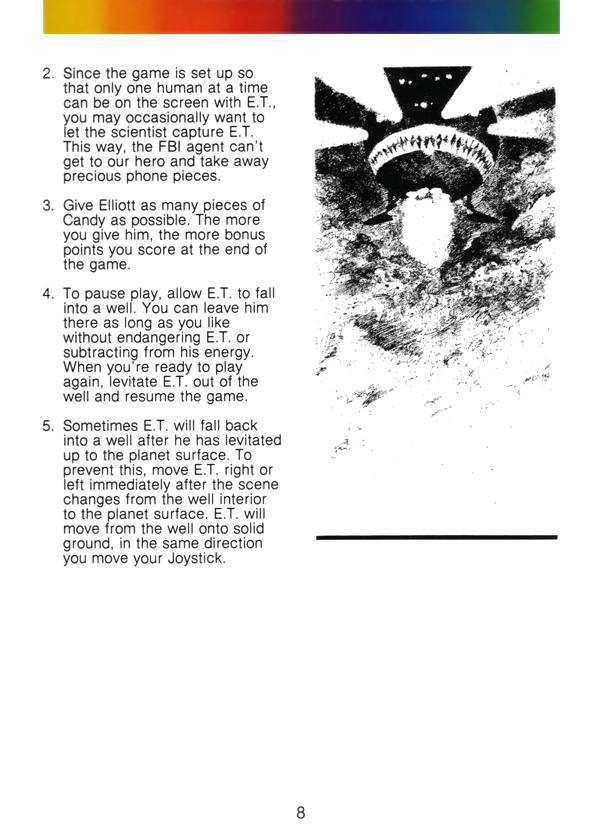 2. Since the game is set up so
that only one human at a time
can be on the screen with E.T.,
you may occasionally want to
let the scientist capture E.T.
This way, the FBI agent can't
get to our hero and take away
precious phone pieces.
3. Give Elliott as many pieces of
Candy as possible. The more
you give him, the more bonus
points you score at the end of
the game.
4. To pause play, allow E.T. to fall
into a well. You can leave him
there as long as you like
without endangering E.T. or
subtracting from his energy.
When you're ready to play
again, levitate E.T. out of the
well and resume the game.
5. Sometimes E.T. will fall back
into a well after he has levitated
up to the planet surface. To
prevent this, move E.T. right or
left immediately after the scene
changes from the well interior
to the planet surface. E.T. will
move from the well onto solid
ground, in the same direction
you move your Joystick.
8